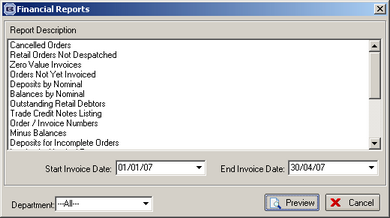 Financial Reports
Report Description
Cancelled Orders
Retail Orders Not Despatched
Zero Value Invoices
Orders Not Yet Invoiced
Deposits by Nominal
Balances by Nominal
Outstanding Retail Debtors
Trade Credit Notes Listing
Order / Invoice Numbers
Minus Balances
Deposits for Incomplete Orders
Start Invoice Date: 01/01/07 End Invoice Date: 30/04/07
Department: ---All--- Preview Cancel